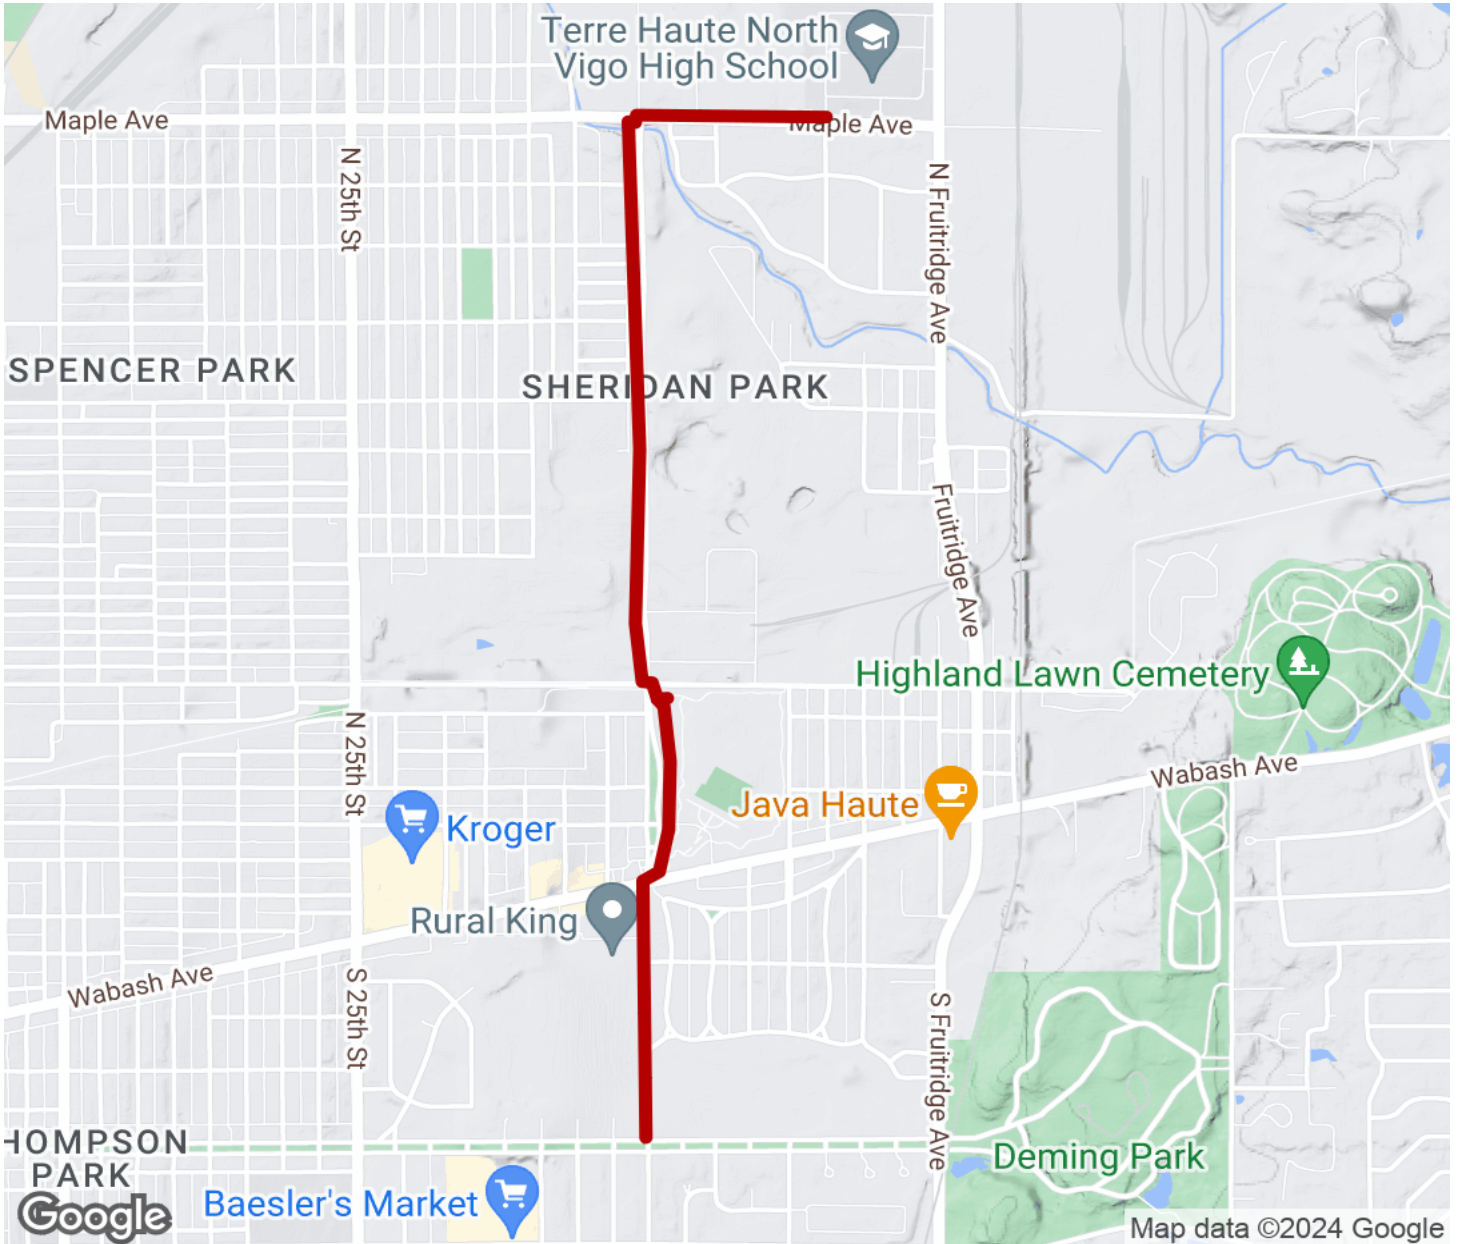 Terre Haute North
Vigo High School
Maple Ave
Maple Ave
N 25th St
N Fruitridge Ave
SPENCER PARK
SHERIDAN PARK
Fruitridge Ave
Highland Lawn Cemetery
N 25th St
Wabash Ave
Java Haute
Kroger
Rural King
Wabash Ave
S 25th St
S Fruitridge Ave
HOMPSON
PARK
Deming Park
Baesler's Market
Google
Map data ©2024 Google